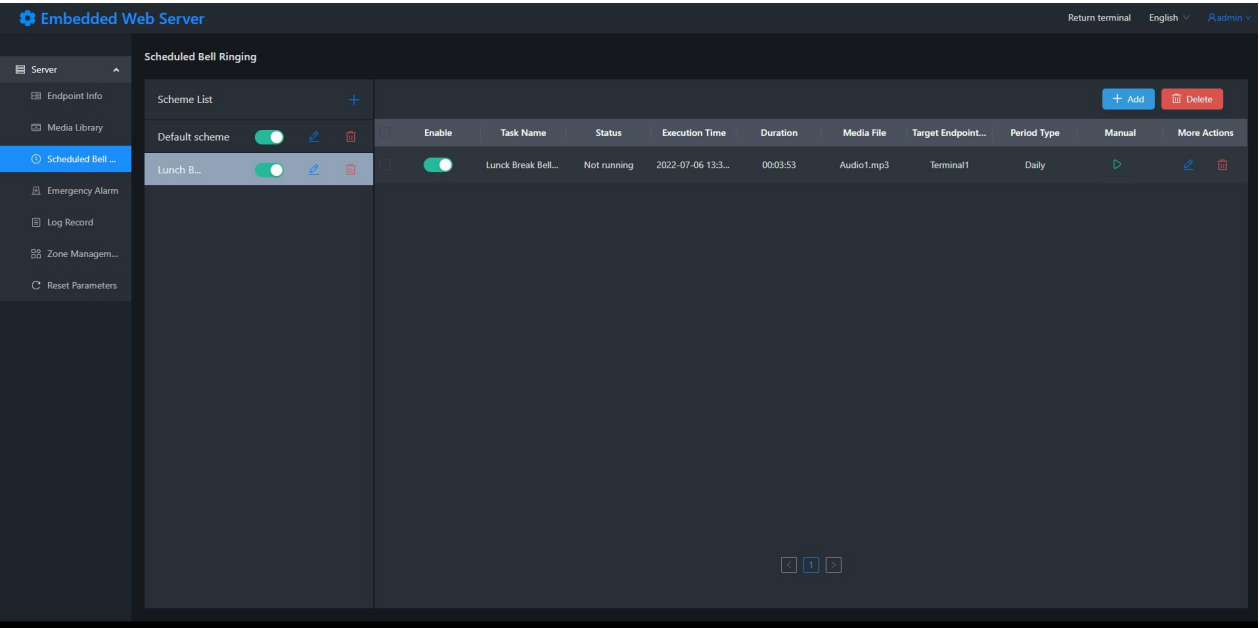 Embedded Web Server
Return terminal English admin
Server
Endpoint Info
Media Library
Scheduled Bell ...
Emergency Alarm
Log Record
Zone Managem...
Reset Parameters
Scheduled Bell Ringing
Scheme List
Default scheme
Lunch B...
+ Add Delete
Enable Task Name Status Execution Time Duration Media File Target Endpoint... Period Type Manual More Actions
Lunck Break Bell... Not running 2022-07-06 13:3... 00:03:53 Audio1.mp3 Terminal1 Daily
< 1 >